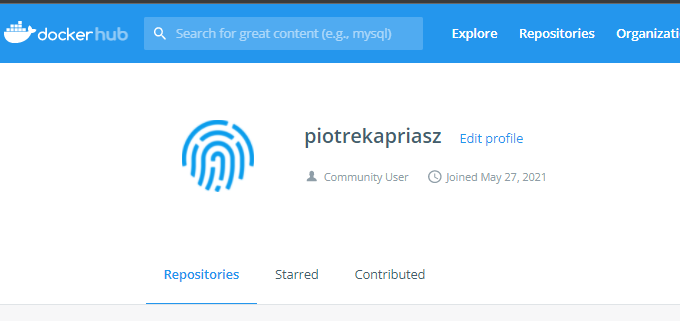 dockerhub Search for great content (e.g., mysql) Explore Repositories Organizati
piotrekapriasz Edit profile
Community User Joined May 27, 2021
Repositories Starred Contributed